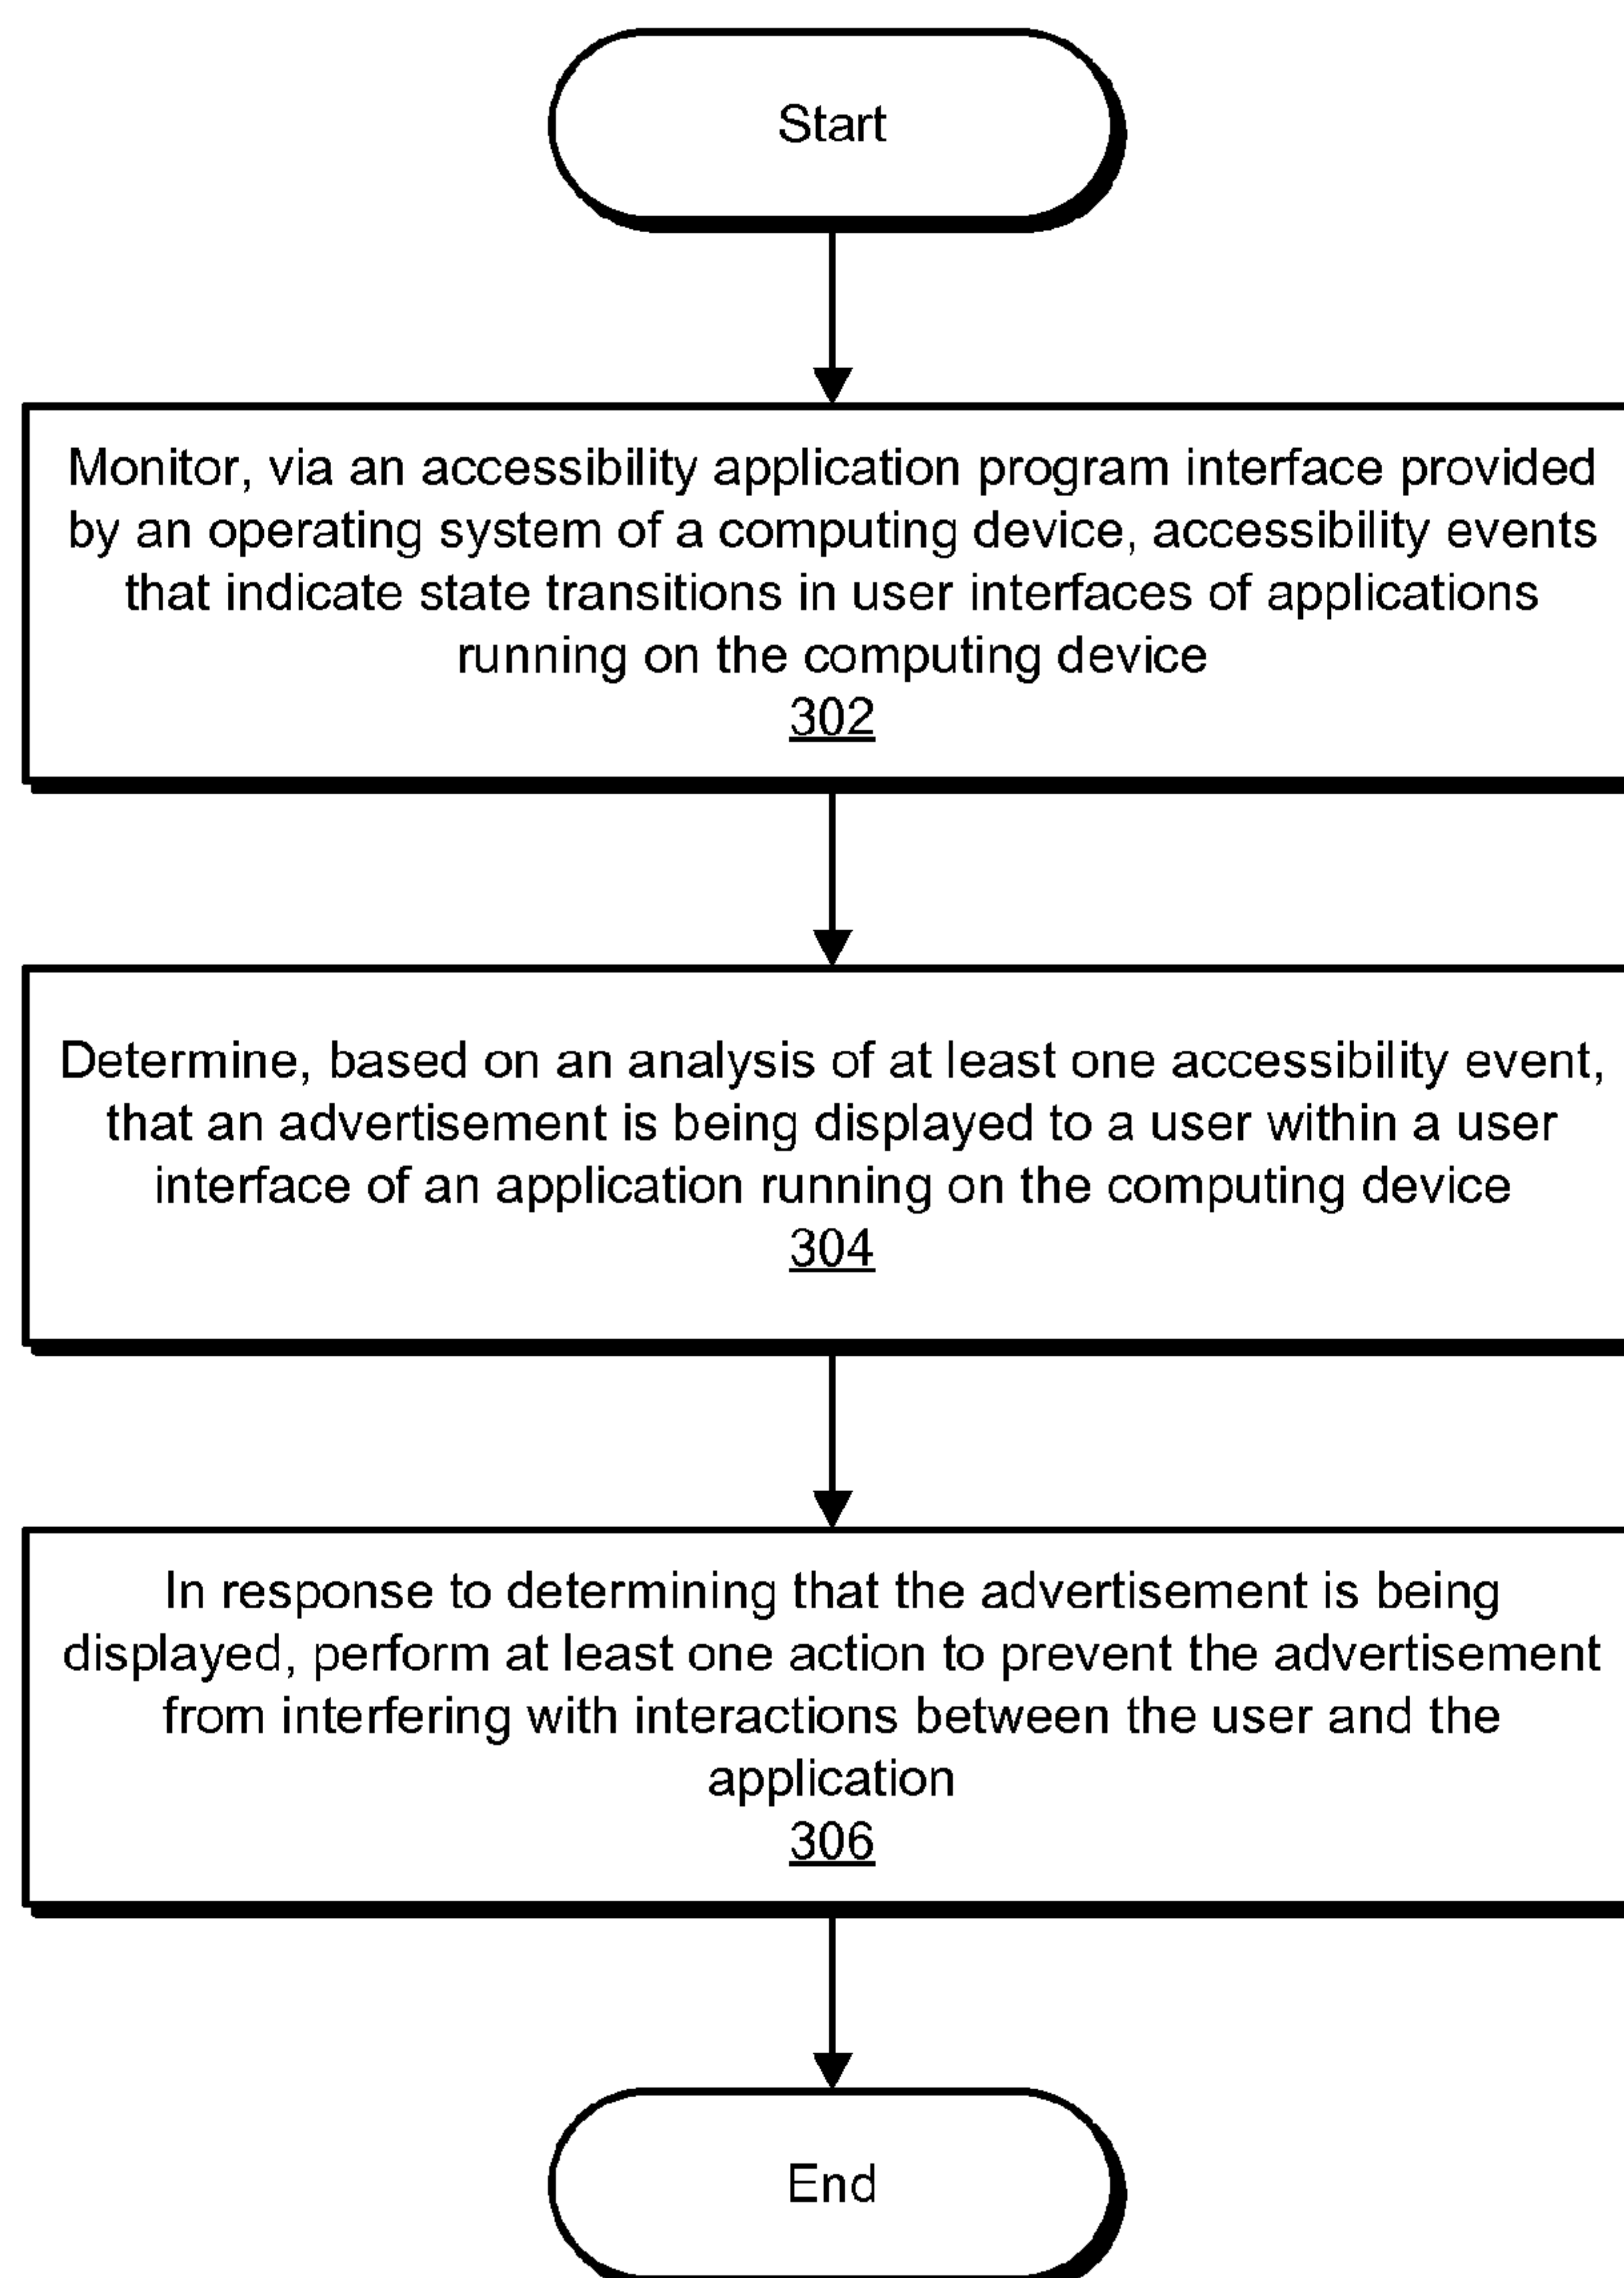 Start
Monitor, via an accessibility application program interface provided
by an operating system of a computing device, accessibility events
that indicate state transitions in user interfaces of applications
running on the computing device
302
Determine, based on an analysis of at least one accessibility event,
that an advertisement is being displayed to a user within a user
interface of an application running on the computing device
304
In response to determining that the advertisement is being
displayed, perform at least one action to prevent the advertisement
from interfering with interactions between the user and the
application
306
End